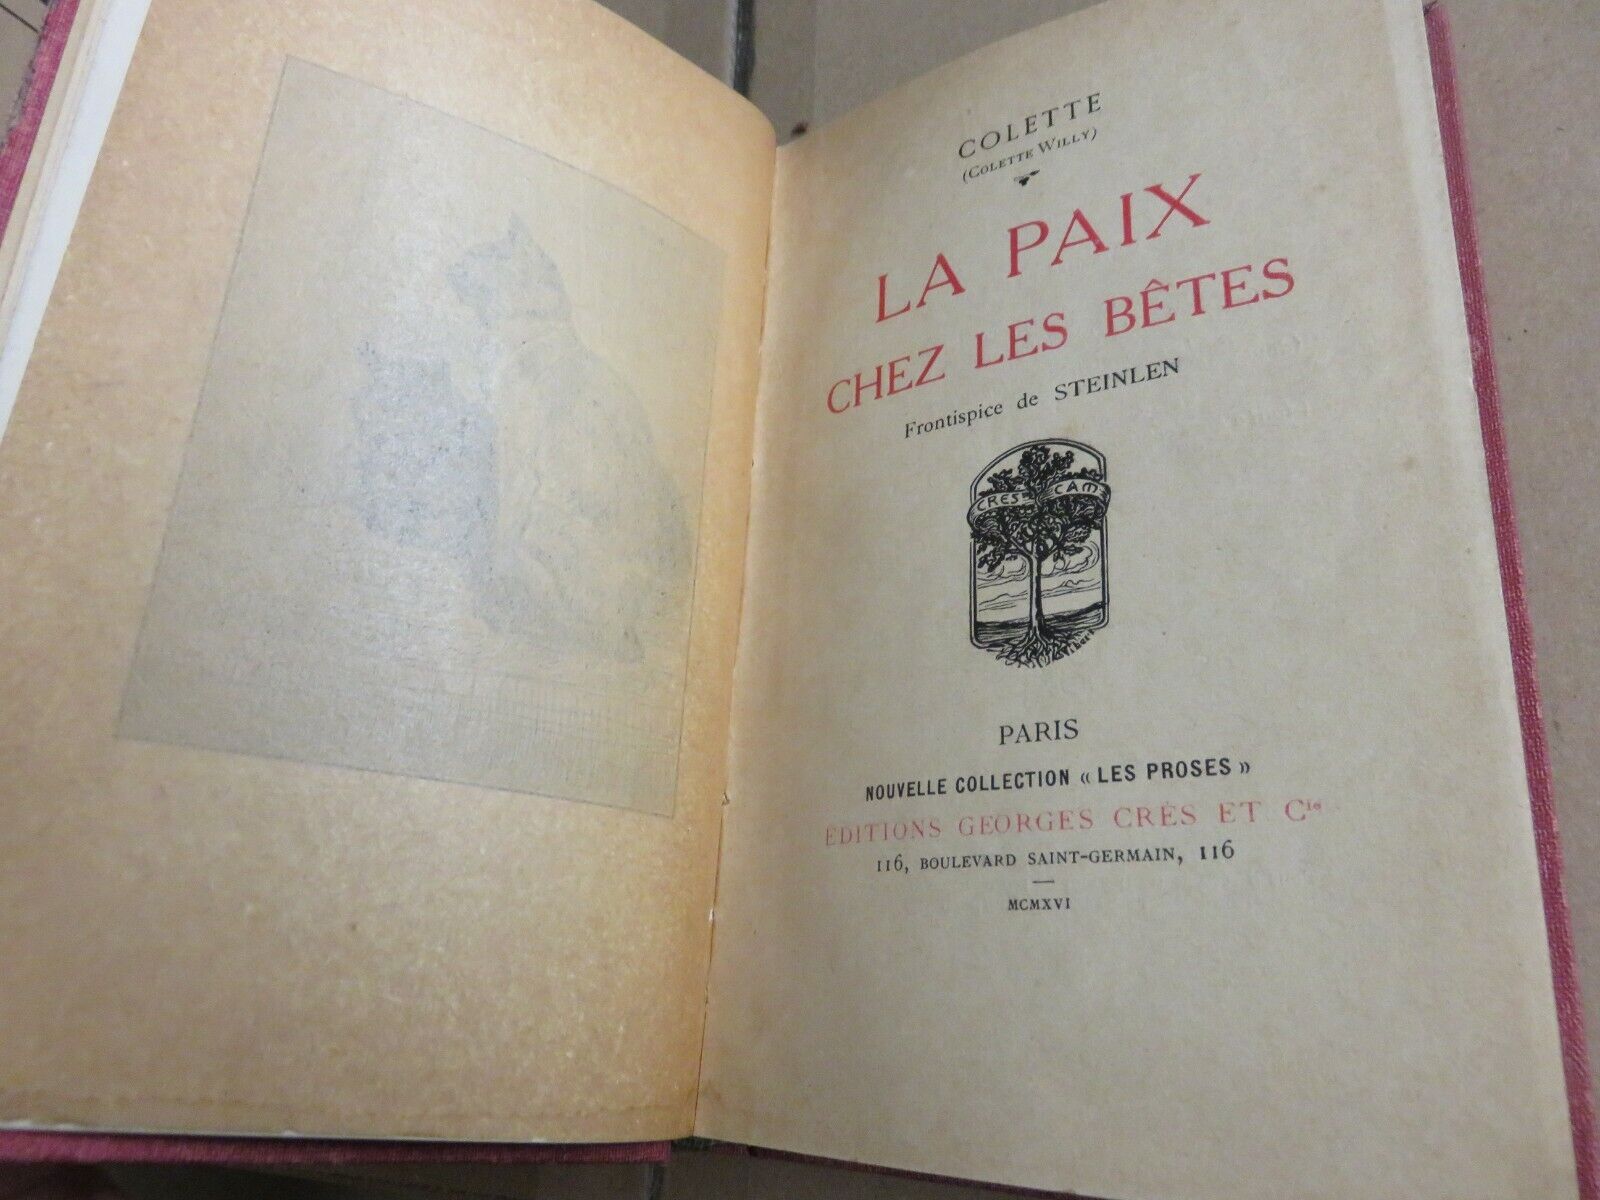 COLETTE
(COLETTE WILLY)
LA PAIX
CHEZ LES BÊTES
Frontispice de STEINLEN
CRES CAM
PARIS
NOUVELLE COLLECTION « LES PROSES »
ÉDITIONS GEORGES CRÈS ET Cie
116, BOULEVARD SAINT-GERMAIN, 116
MCMXVI